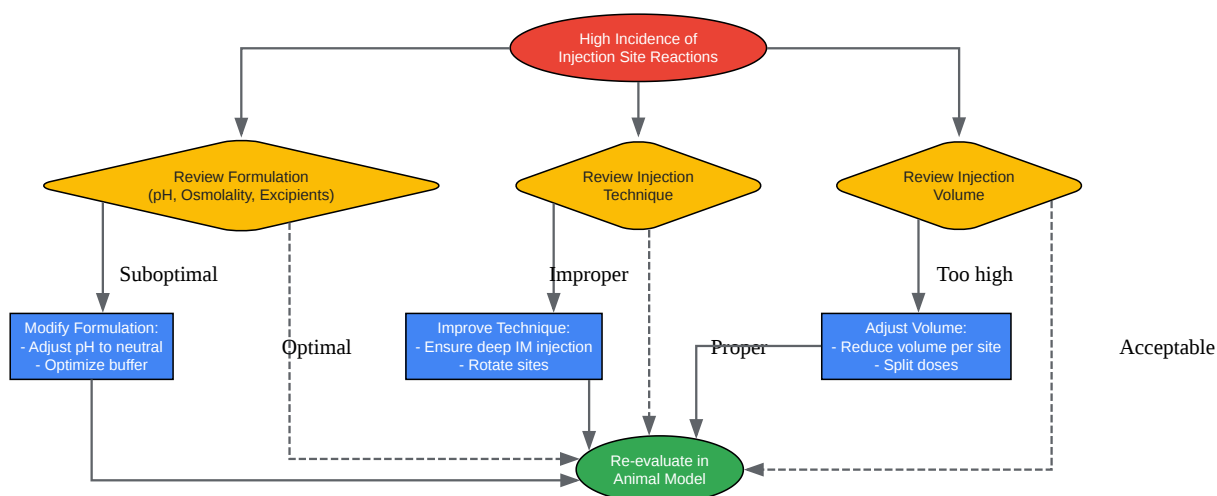 High Incidence of
Injection Site Reactions
Review Formulation
(pH, Osmolality, Excipients)
Review Injection
Technique
Review Injection
Volume
Suboptimal
Improper
Too high
Modify Formulation:
- Adjust pH to neutral
- Optimize buffer
Optimal
Improve Technique:
- Ensure deep IM injection
- Rotate sites
Proper
Adjust Volume:
- Reduce volume per site
- Split doses
Acceptable
Re-evaluate in
Animal Model